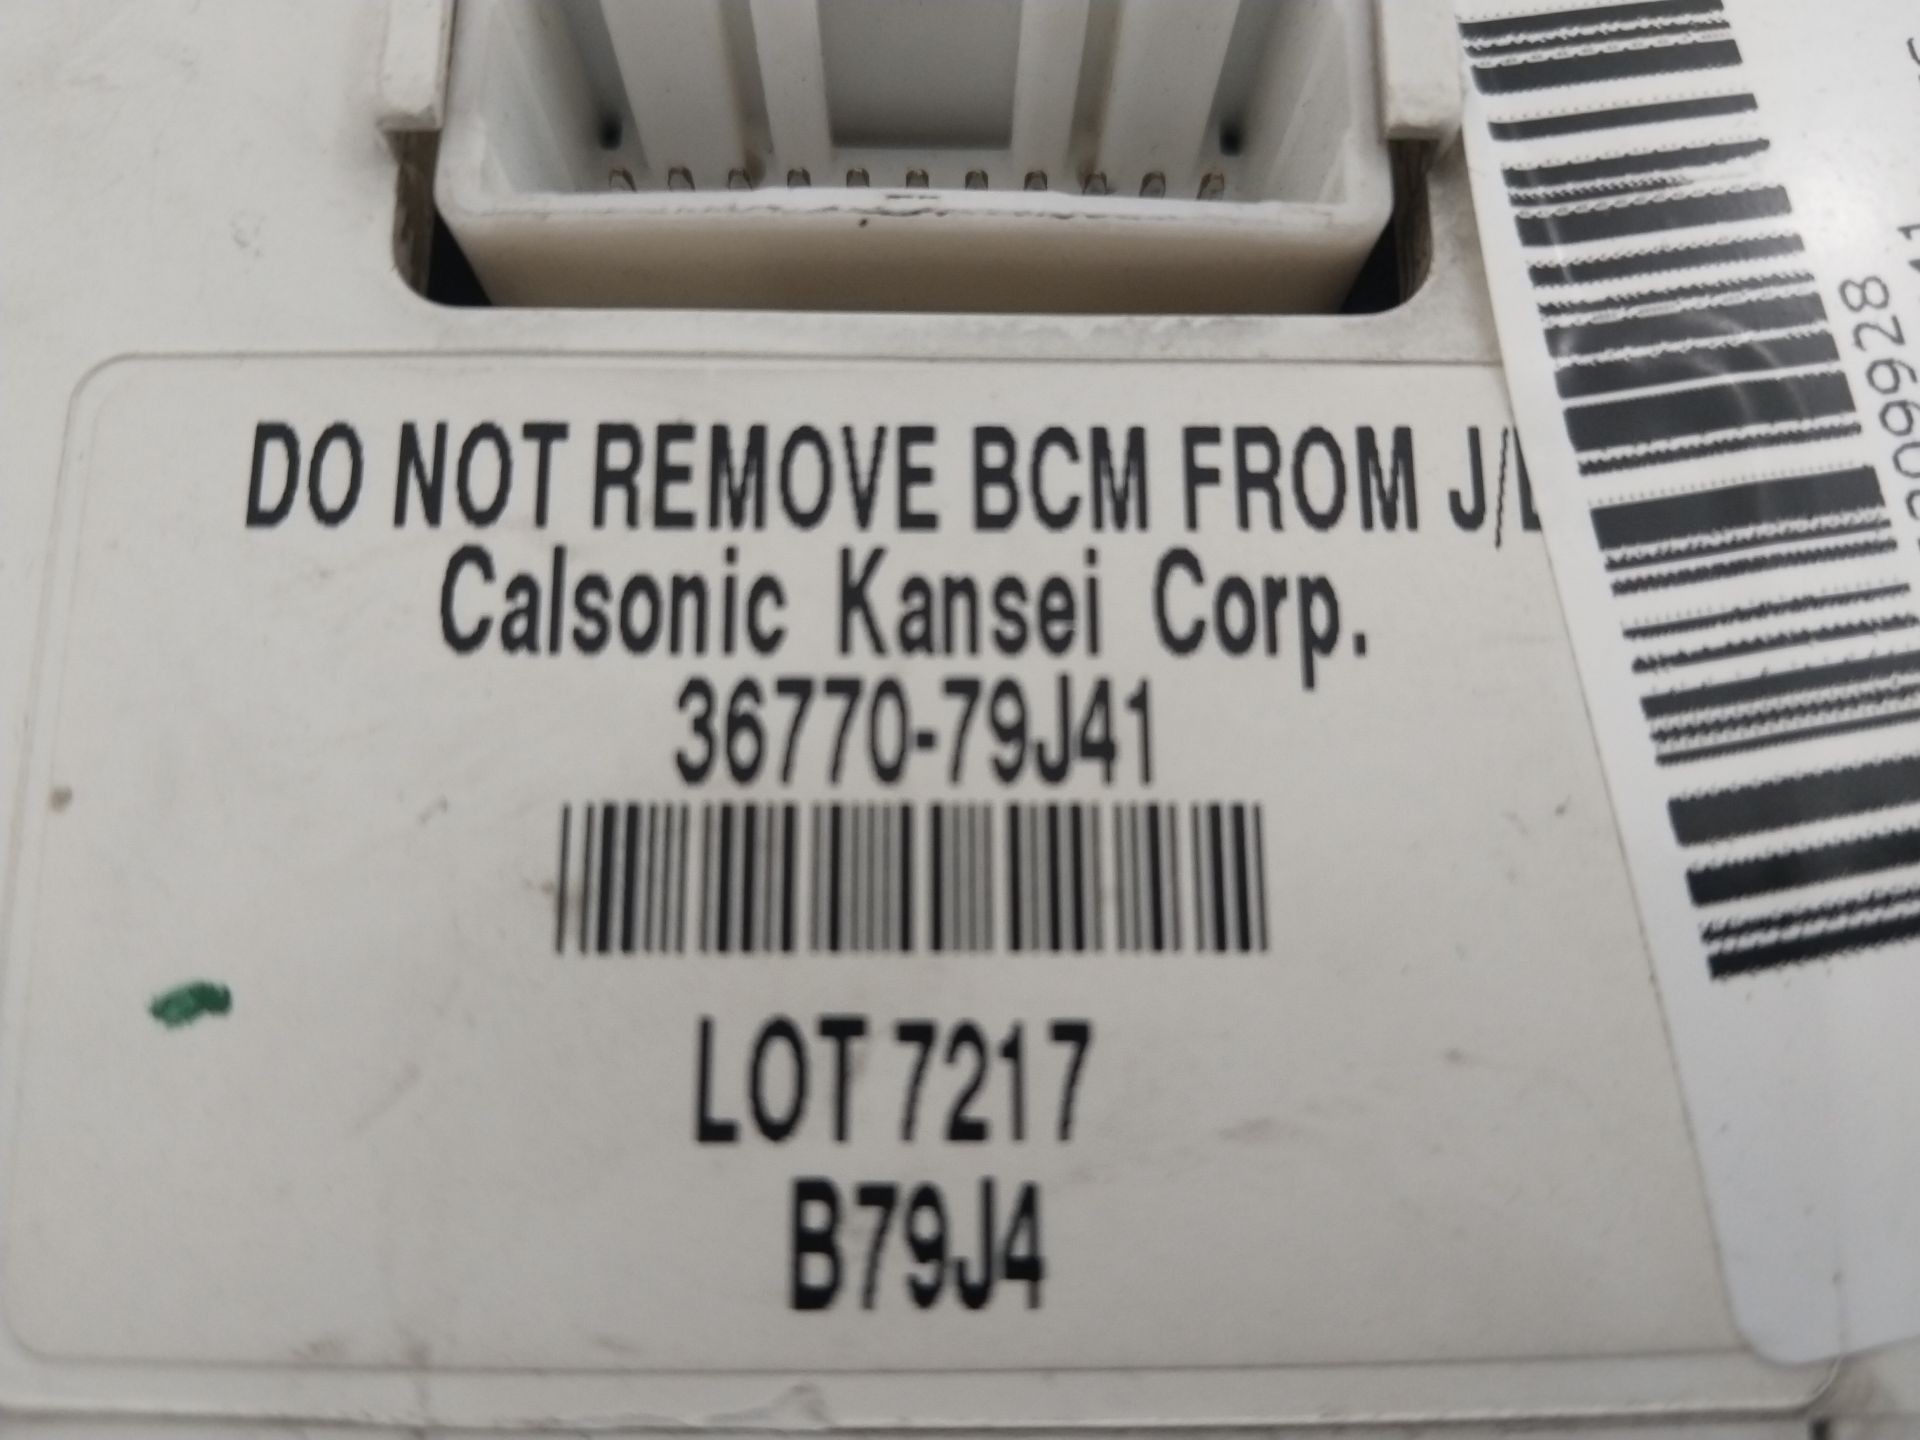 DO NOT REMOVE BCM FROM
Calsonic Kansei Corp.
36770-79J41
LOT 7217
B79J4